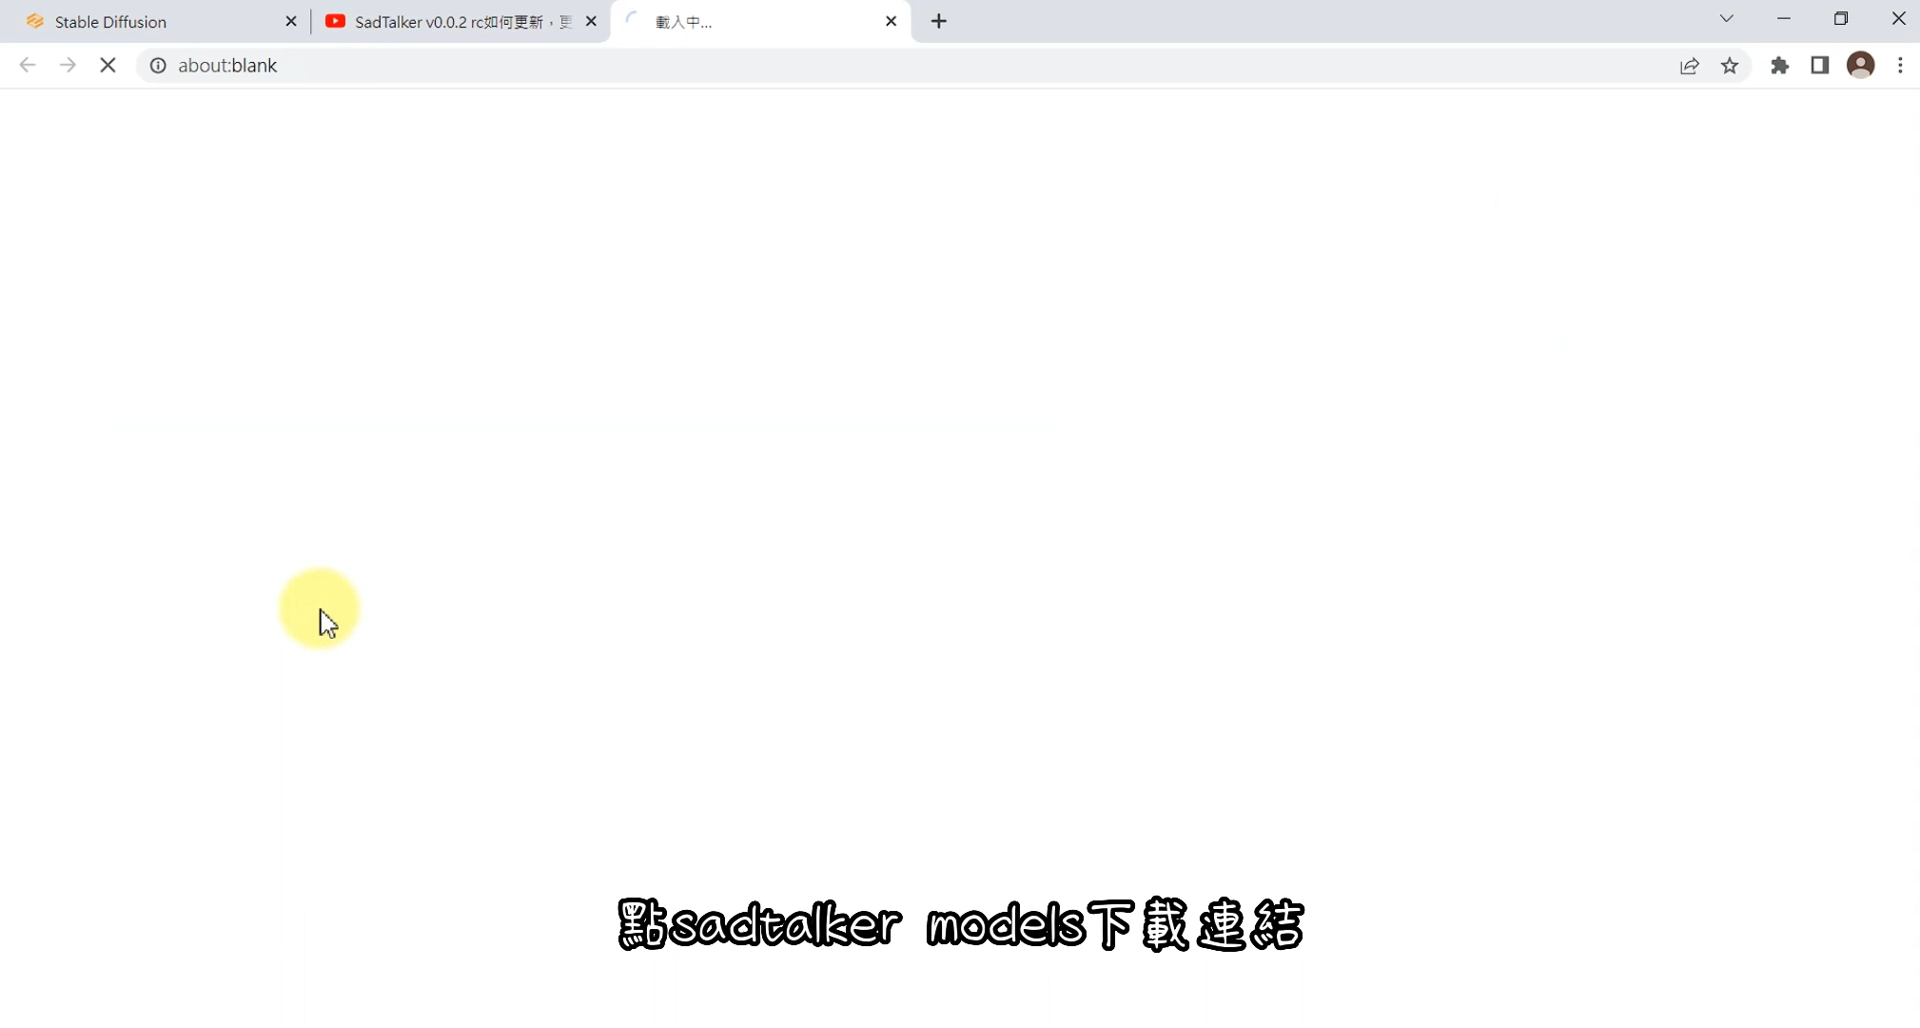 Stable Diffusion
SadTalker v0.0.2 rc如何更新，更
載入中...
about:blank
點sadtalker models下載連結